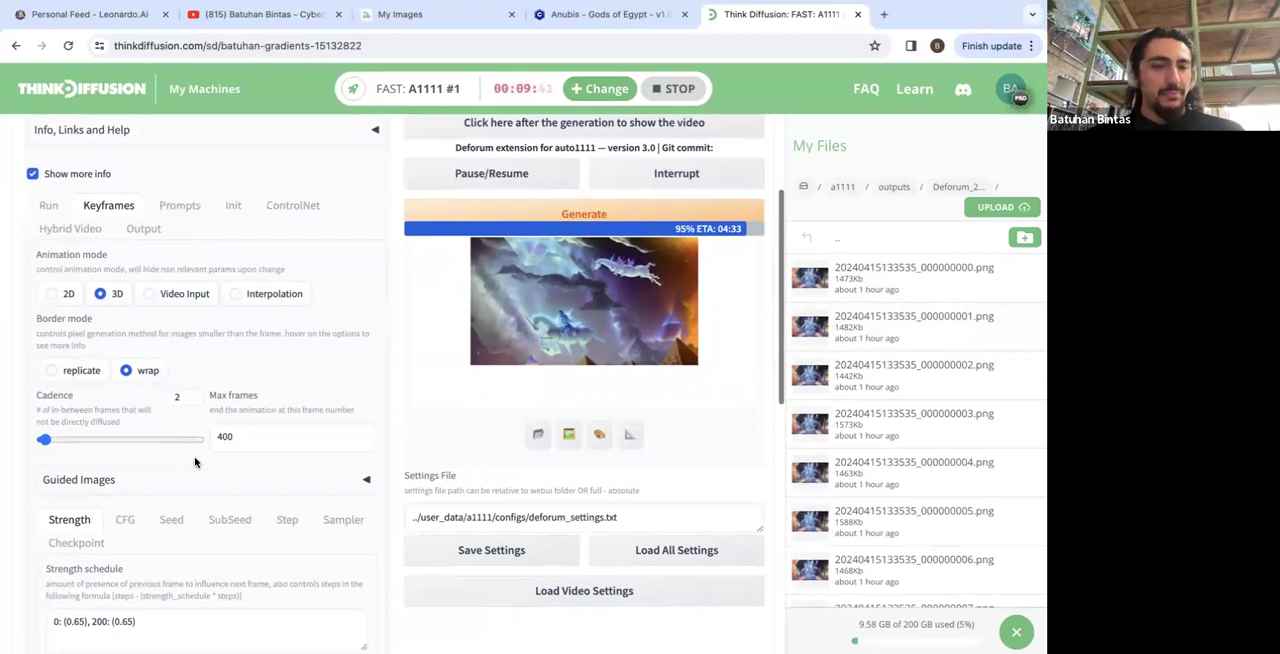 Personal Feed - Leonardo.Ai
(815) Batuhan Bintas - Cyber
My Images
Anubis - Gods of Egypt - v1.0
Think Diffusion: FAST: A1111
thinkdiffusion.com/sd/batuhan-gradients-15132822
B
Finish update
THINKDIFFUSION
My Machines
FAST: A1111 #1
00:09:41
+ Change
STOP
FAQ
Learn
BA
PRO
Batuhan Bintas
Info, Links and Help
Show more info
Run
Keyframes
Prompts
Init
ControlNet
Hybrid Video
Output
Animation mode
control animation mode, will hide non relevant params upon change
2D
3D
Video Input
Interpolation
Border mode
controls pixel generation method for images smaller than the frame. hover on the options to
see more info
replicate
wrap
Cadence
2
# of in-between frames that will
not be directly diffused
Max frames
end the animation at this frame number
400
Guided Images
Strength
CFG
Seed
SubSeed
Step
Sampler
Checkpoint
Strength schedule
amount of presence of previous frame to influence next frame, also controls steps in the
following formula [steps - (strength_schedule * steps)]
0: (0.65), 200: (0.65)
Click here after the generation to show the video
Deforum extension for auto1111 — version 3.0 | Git commit:
Pause/Resume
Interrupt
Generate
95% ETA: 04:33
Settings File
settings file path can be relative to webui folder OR full - absolute
../user_data/a1111/configs/deforum_settings.txt
Save Settings
Load All Settings
Load Video Settings
My Files
/ a1111 / outputs / Deforum_2... /
UPLOAD
..
20240415133535_000000000.png
1473Kb
about 1 hour ago
20240415133535_000000001.png
1482Kb
about 1 hour ago
20240415133535_000000002.png
1442Kb
about 1 hour ago
20240415133535_000000003.png
1573Kb
about 1 hour ago
20240415133535_000000004.png
1463Kb
about 1 hour ago
20240415133535_000000005.png
1588Kb
about 1 hour ago
20240415133535_000000006.png
1468Kb
about 1 hour ago
9.58 GB of 200 GB used (5%)